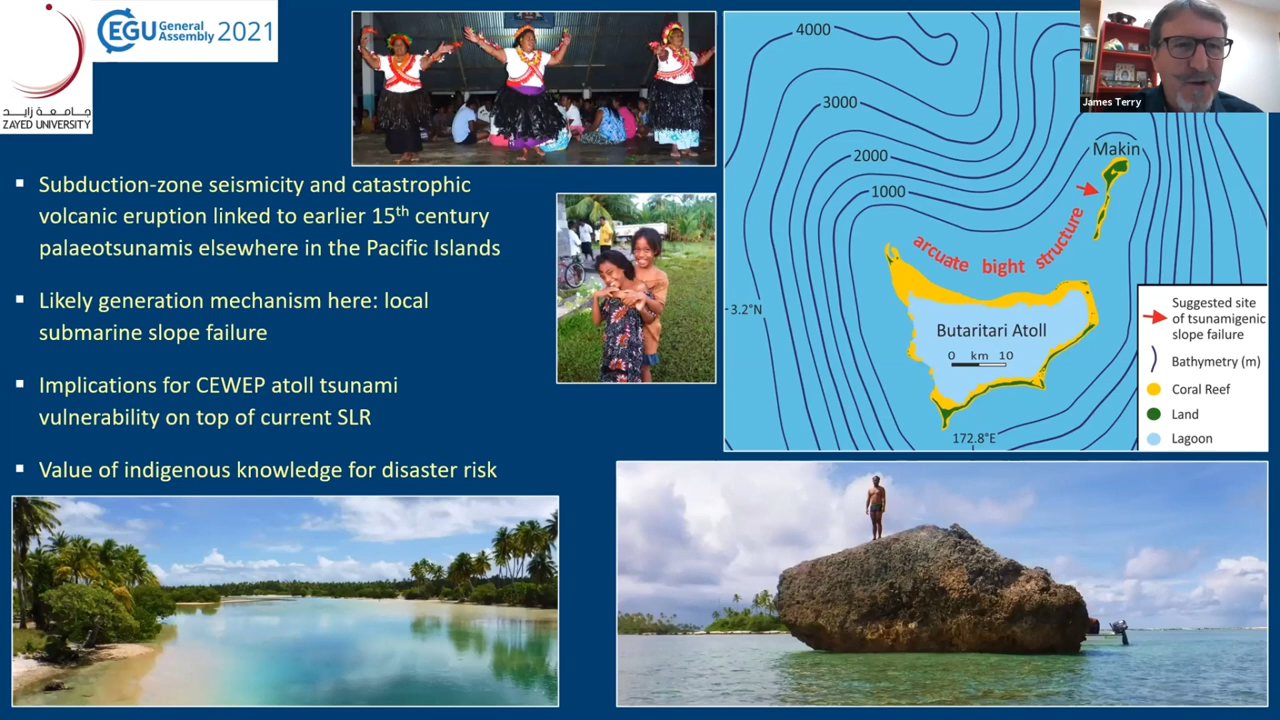 EGU General
Assembly 2021
جامعة زايد
ZAYED UNIVERSITY
▪ Subduction-zone seismicity and catastrophic
volcanic eruption linked to earlier 15th century
palaeotsunamis elsewhere in the Pacific Islands
▪ Likely generation mechanism here: local
submarine slope failure
▪ Implications for CEWEP atoll tsunami
vulnerability on top of current SLR
▪ Value of indigenous knowledge for disaster risk
4000
3000
2000
1000
Makin
arcuate bight structure
3.2°N
Butaritari Atoll
0 km 10
172.8°E
Suggested site
of tsunamigenic
slope failure
Bathymetry (m)
Coral Reef
Land
Lagoon
James Terry